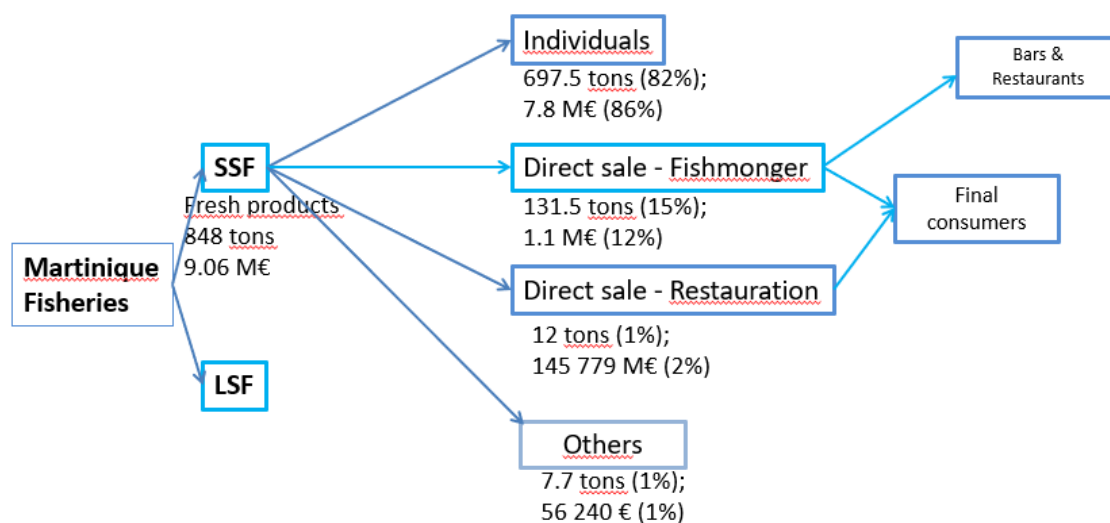 Martinique
Fisheries
SSF
Fresh products
848 tons
9.06 M€
LSF
Individuals
697.5 tons (82%);
7.8 M€ (86%)
Direct sale - Fishmonger
131.5 tons (15%);
1.1 M€ (12%)
Direct sale - Restauration
12 tons (1%);
145 779 M€ (2%)
Others
7.7 tons (1%);
56 240 € (1%)
Bars &
Restaurants
Final
consumers